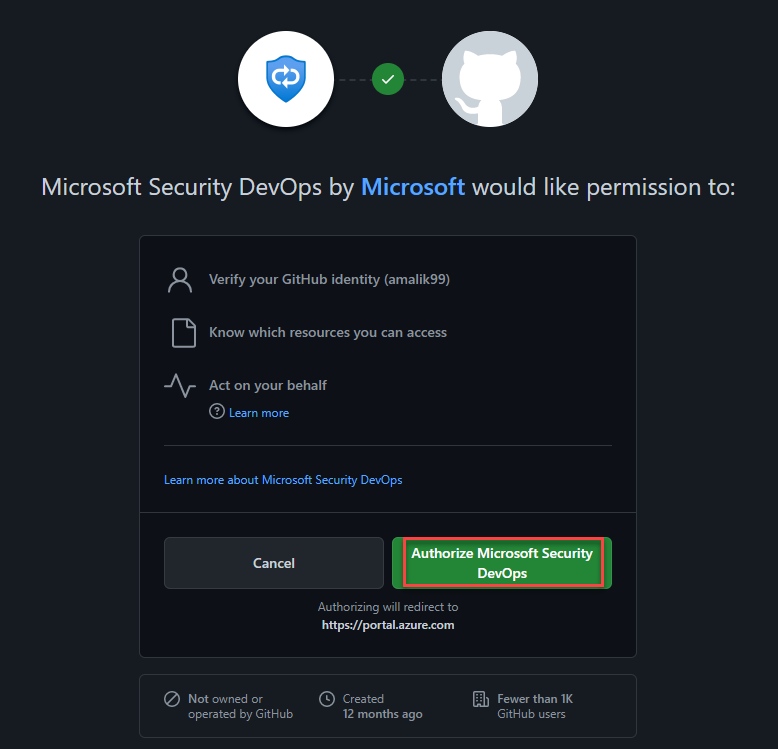 Microsoft Security DevOps by Microsoft would like permission to:
Verify your GitHub identity (amalik99)
Know which resources you can access
Act on your behalf
Learn more
Learn more about Microsoft Security DevOps
Cancel
Authorize Microsoft Security
DevOps
Authorizing will redirect to
https://portal.azure.com
Not owned or
operated by GitHub
Created
12 months ago
Fewer than 1K
GitHub users